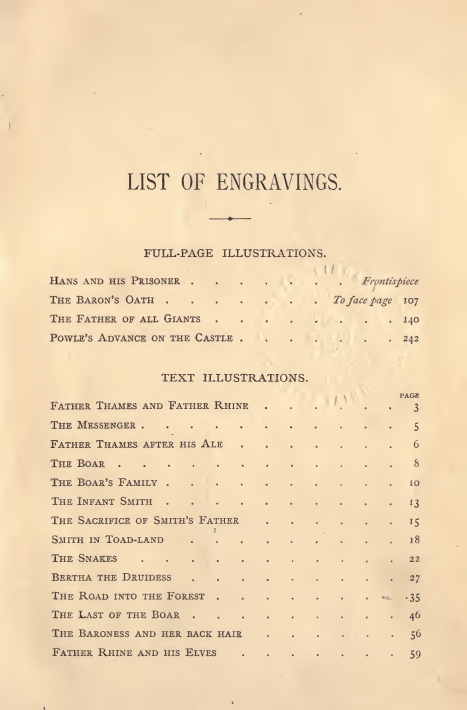 LIST OF ENGRAVINGS.
FULL-PAGE ILLUSTRATIONS.
HANS AND HIS PRISONER . . . . . . . Frontispiece
THE BARON'S OATH . . . . . . . To face page 107
THE FATHER OF ALL GIANTS . . . . . . . . 140
POWLE'S ADVANCE ON THE CASTLE . . . . . . . 242
TEXT ILLUSTRATIONS.
PAGE
FATHER THAMES AND FATHER RHINE . . . . . . 3
THE MESSENGER . . . . . . . . . . . 5
FATHER THAMES AFTER HIS ALE . . . . . . . 6
THE BOAR . . . . . . . . . . . . 8
THE BOAR'S FAMILY . . . . . . . . . . 10
THE INFANT SMITH . . . . . . . . . . 13
THE SACRIFICE OF SMITH'S FATHER . . . . . . 15
SMITH IN TOAD-LAND . . . . . . . . . 18
THE SNAKES . . . . . . . . . . . 22
BERTHA THE DRUIDESS . . . . . . . . . 27
THE ROAD INTO THE FOREST . . . . . . . . 35
THE LAST OF THE BOAR . . . . . . . . . 46
THE BARONESS AND HER BACK HAIR . . . . . . 56
FATHER RHINE AND HIS ELVES . . . . . . . 59